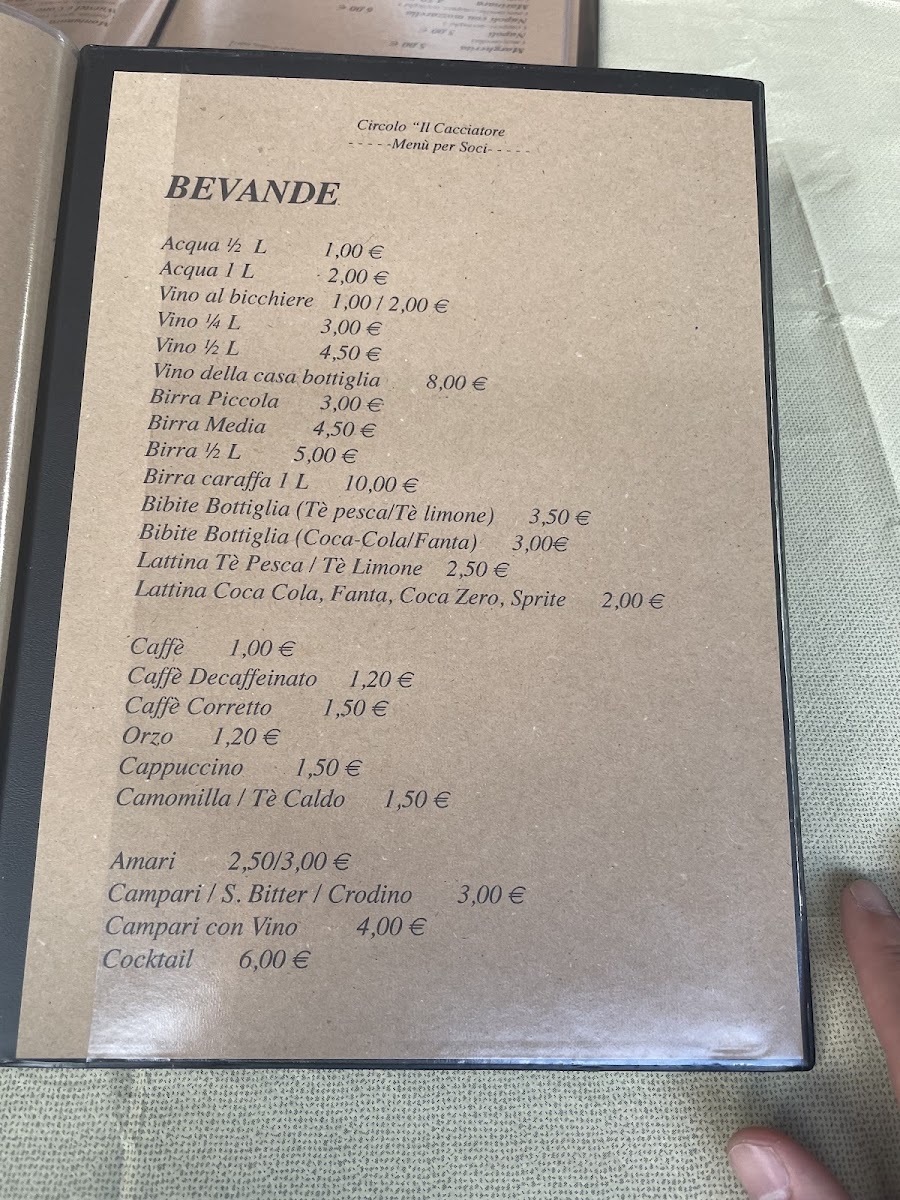 Circolo "Il Cacciatore
- - - - -Menù per Soci- - - - -
BEVANDE
Acqua ½ L 1,00 €
Acqua 1 L 2,00 €
Vino al bicchiere 1,00 / 2,00 €
Vino ¼ L 3,00 €
Vino ½ L 4,50 €
Vino della casa bottiglia 8,00 €
Birra Piccola 3,00 €
Birra Media 4,50 €
Birra ½ L 5,00 €
Birra caraffa 1 L 10,00 €
Bibite Bottiglia (Tè pesca/Tè limone) 3,50 €
Bibite Bottiglia (Coca-Cola/Fanta) 3,00€
Lattina Tè Pesca / Tè Limone 2,50 €
Lattina Coca Cola, Fanta, Coca Zero, Sprite 2,00 €
Caffè 1,00 €
Caffè Decaffeinato 1,20 €
Caffè Corretto 1,50 €
Orzo 1,20 €
Cappuccino 1,50 €
Camomilla / Tè Caldo 1,50 €
Amari 2,50/3,00 €
Campari / S. Bitter / Crodino 3,00 €
Campari con Vino 4,00 €
Cocktail 6,00 €